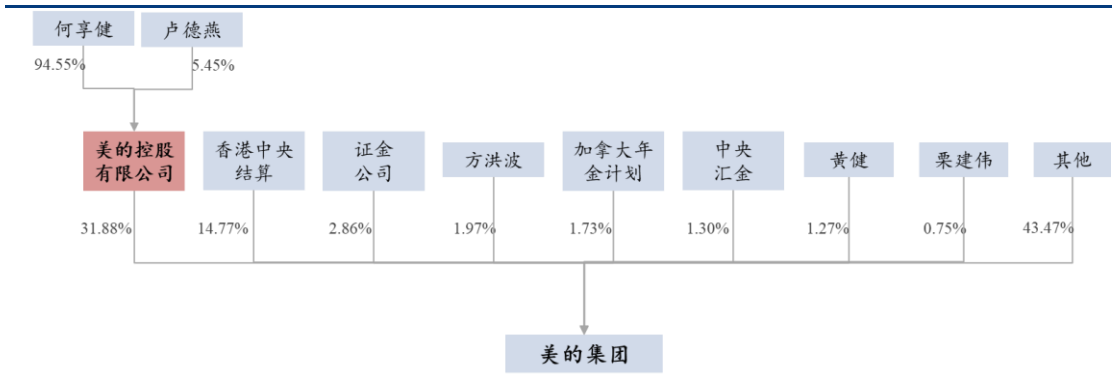 何享健
卢德燕
94.55%
5.45%
美的控股
有限公司
香港中央
结算
证金
公司
方洪波
加拿大年
金计划
中央
汇金
黄健
栗建伟
其他
31.88%
14.77%
2.86%
1.97%
1.73%
1.30%
1.27%
0.75%
43.47%
美的集团